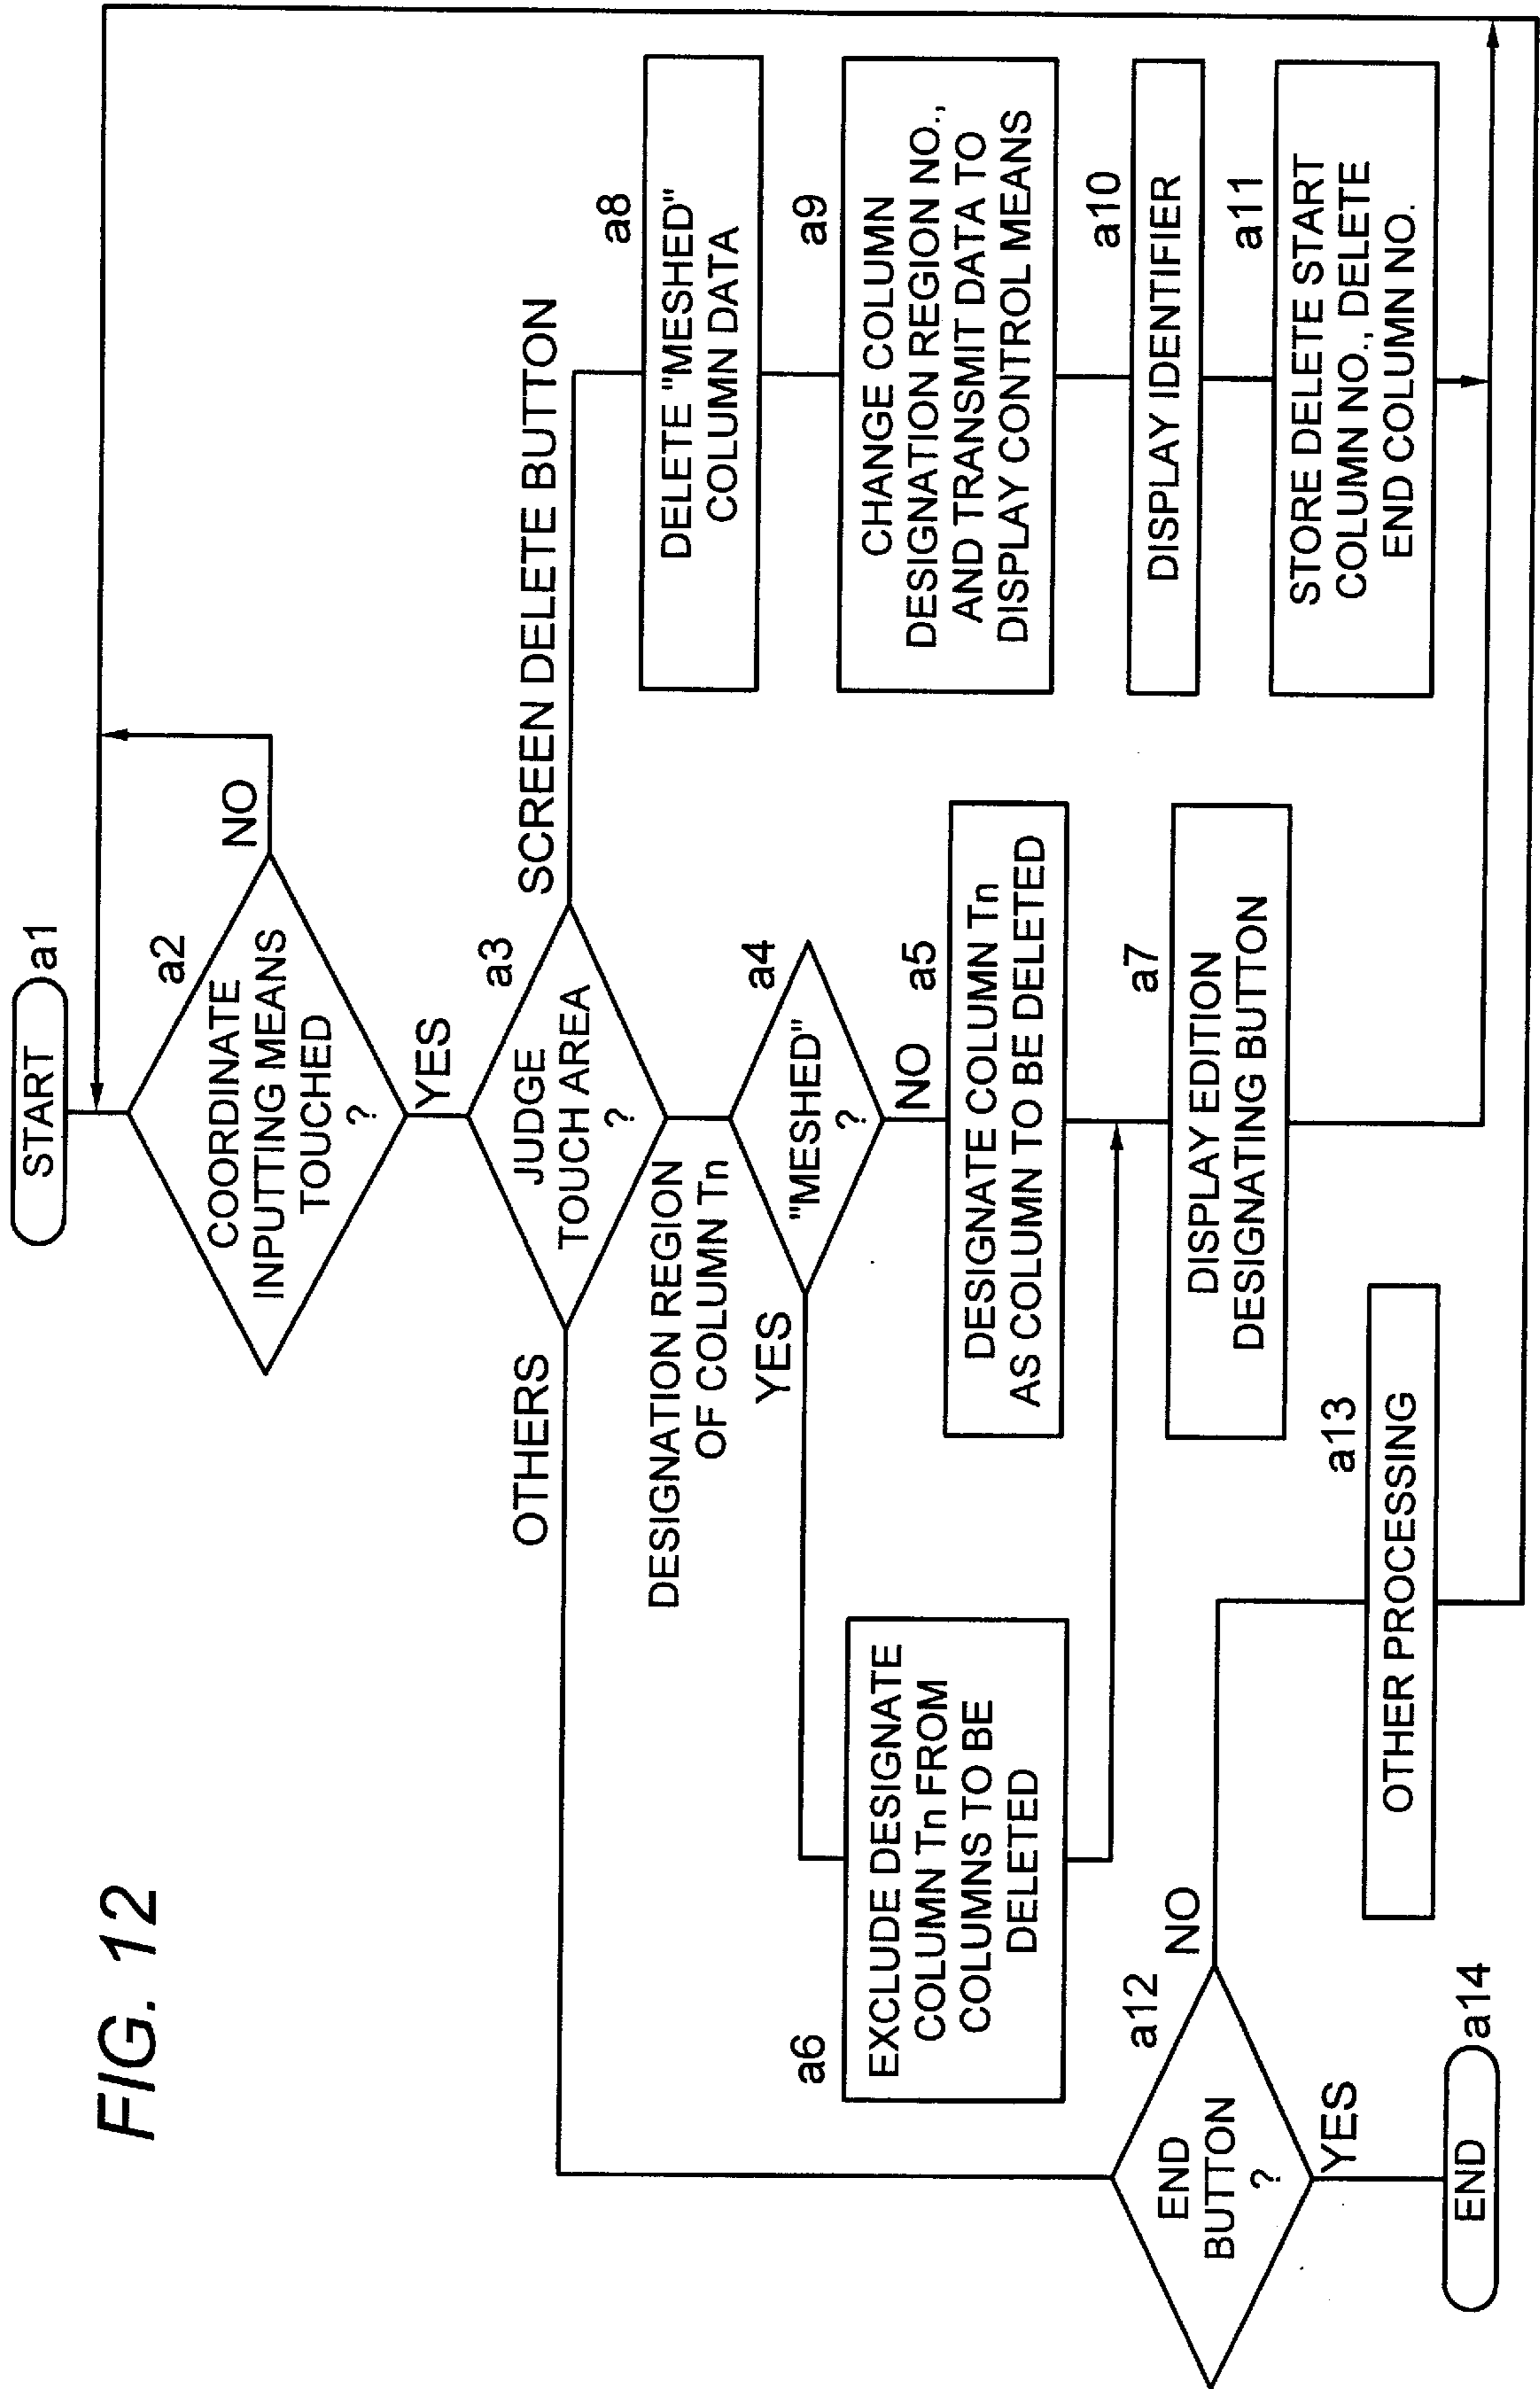 FIG. 12
START a1
a2
COORDINATE
INPUTTING MEANS
TOUCHED
?
NO
YES
a3
JUDGE
TOUCH AREA
?
SCREEN DELETE BUTTON
OTHERS
DESIGNATION REGION
OF COLUMN Tn
a4
"MESHED"
?
YES
NO
a5
DESIGNATE COLUMN Tn
AS COLUMN TO BE DELETED
a6
EXCLUDE DESIGNATE
COLUMN Tn FROM
COLUMNS TO BE
DELETED
a7
DISPLAY EDITION
DESIGNATING BUTTON
a8
DELETE "MESHED"
COLUMN DATA
a9
CHANGE COLUMN
DESIGNATION REGION NO.,
AND TRANSMIT DATA TO
DISPLAY CONTROL MEANS
a10
DISPLAY IDENTIFIER
a11
STORE DELETE START
COLUMN NO., DELETE
END COLUMN NO.
a12
END
BUTTON
?
NO
YES
a13
OTHER PROCESSING
END a14